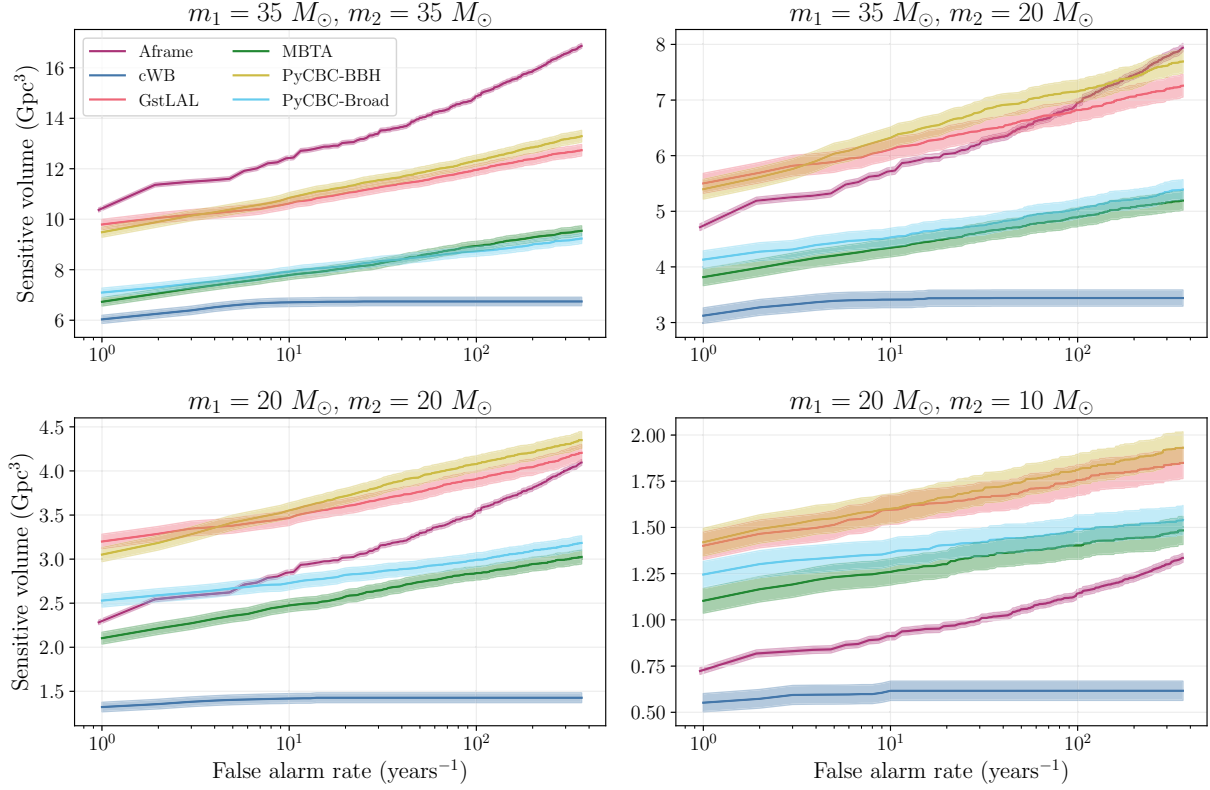 m₁ = 35 M⊙, m₂ = 35 M⊙
m₁ = 35 M⊙, m₂ = 20 M⊙
Sensitive volume (Gpc³)
16
14
12
10
8
6
Aframe
cWB
GstLAL
MBTA
PyCBC-BBH
PyCBC-Broad
10⁰
10¹
10²
8
7
6
5
4
3
10⁰
10¹
10²
m₁ = 20 M⊙, m₂ = 20 M⊙
m₁ = 20 M⊙, m₂ = 10 M⊙
Sensitive volume (Gpc³)
4.5
4.0
3.5
3.0
2.5
2.0
1.5
10⁰
10¹
10²
False alarm rate (years⁻¹)
2.00
1.75
1.50
1.25
1.00
0.75
0.50
10⁰
10¹
10²
False alarm rate (years⁻¹)